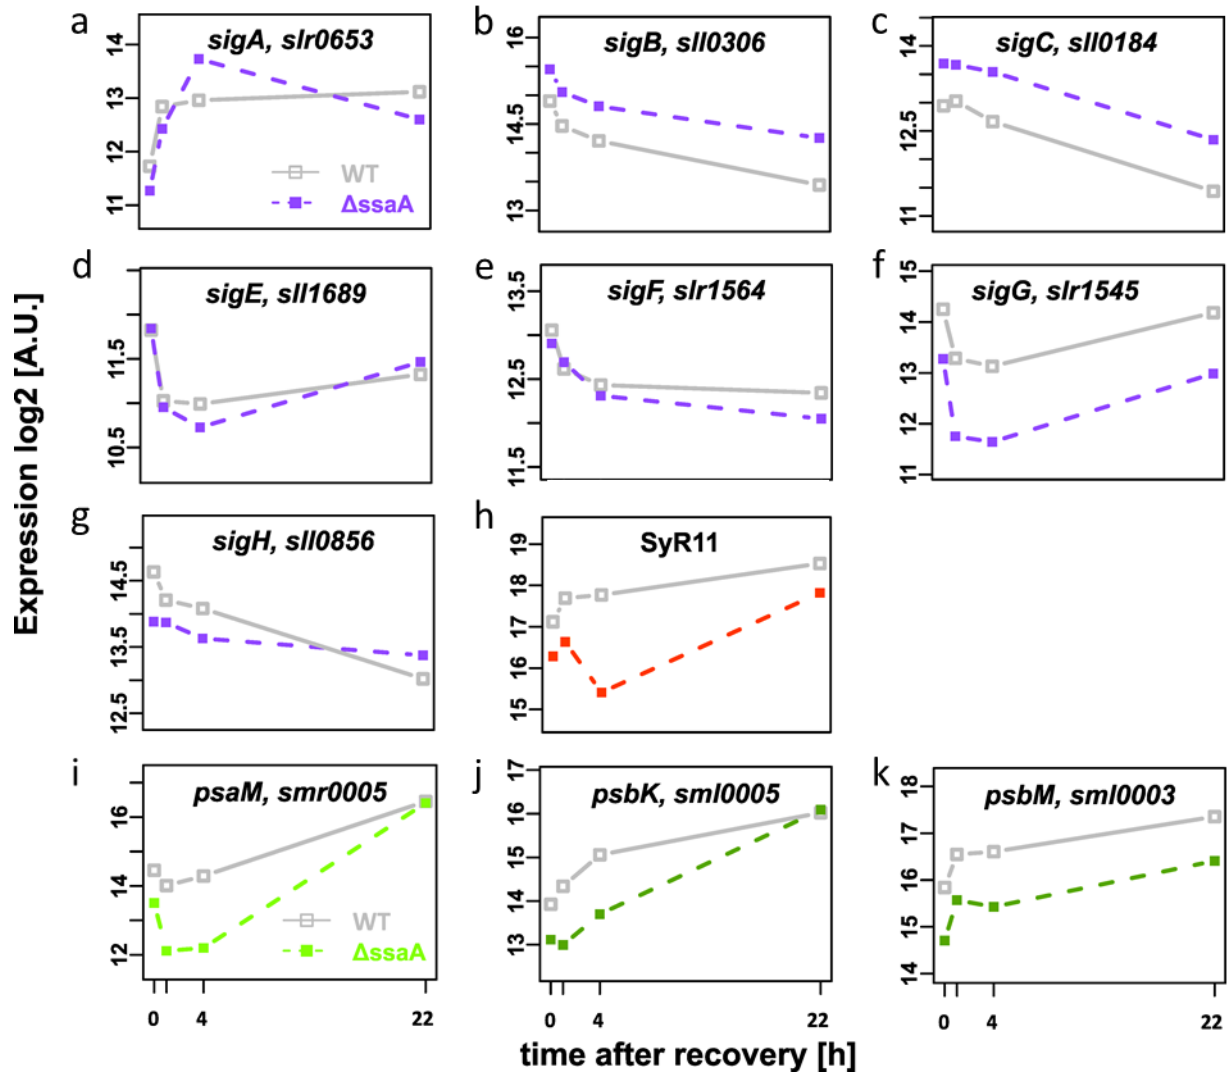 a
sigA, slr0653
14
13
12
11
WT
ΔssaA
b
sigB, sll0306
16
14.5
13
c
sigC, sll0184
14
12.5
11
d
sigE, sll1689
11.5
10.5
e
sigF, slr1564
13.5
12.5
11.5
f
sigG, slr1545
15
14
13
12
11
g
sigH, sll0856
14.5
13.5
12.5
h
SyR11
19
18
17
16
15
i
psaM, smr0005
16
14
12
WT
ΔssaA
0
4
22
j
psbK, sml0005
17
16
15
14
13
0
4
22
k
psbM, sml0003
18
17
16
15
14
0
4
22
Expression log2 [A.U.]
time after recovery [h]